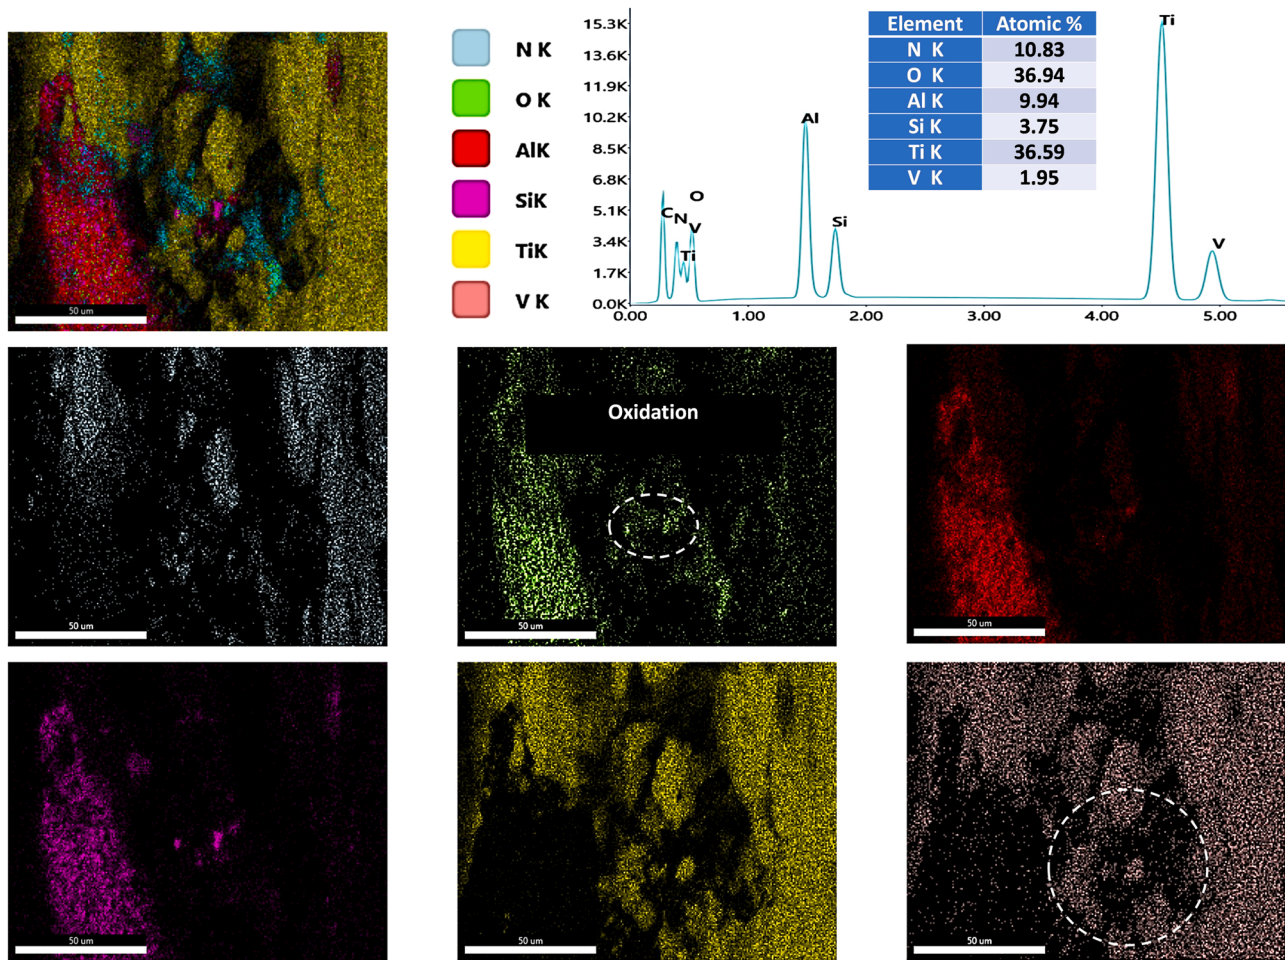 N K
O K
AlK
SiK
TiK
V K
50 um
15.3K
13.6K
11.9K
10.2K
8.5K
6.8K
5.1K
3.4K
1.7K
0.0K
0.00 1.00 2.00 3.00 4.00 5.00
C N O
V
Ti
Al
Si
Ti
V
Element Atomic %
N K 10.83
O K 36.94
Al K 9.94
Si K 3.75
Ti K 36.59
V K 1.95
50 um
Oxidation
50 um
50 um
50 um
50 um
50 um